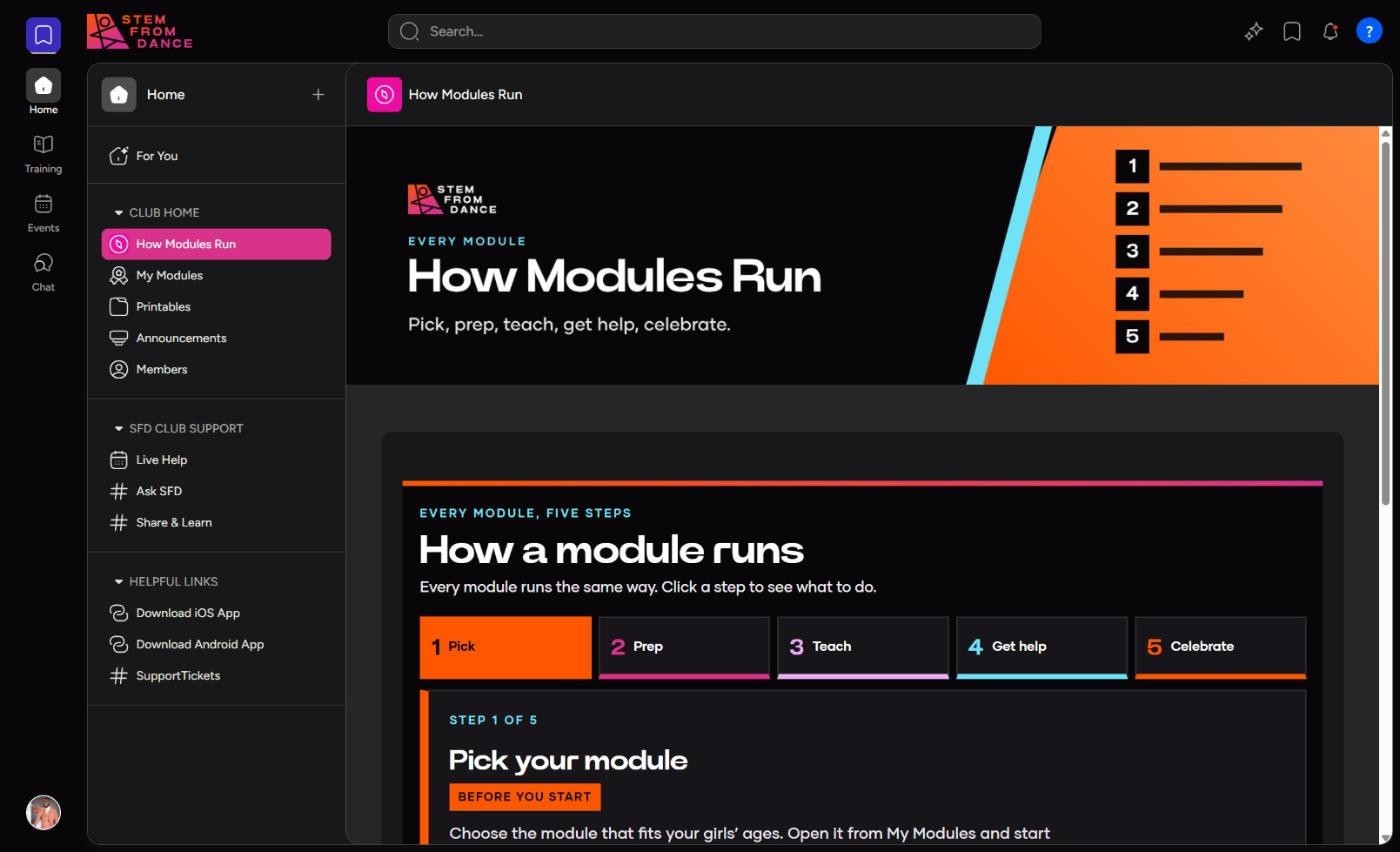 STEM
FROM
DANCE
Search...
?
Home
Training
Events
Chat
Home
For You
CLUB HOME
How Modules Run
My Modules
Printables
Announcements
Members
SFD CLUB SUPPORT
Live Help
Ask SFD
Share & Learn
HELPFUL LINKS
Download iOS App
Download Android App
SupportTickets
How Modules Run
STEM
FROM
DANCE
EVERY MODULE
How Modules Run
Pick, prep, teach, get help, celebrate.
1
2
3
4
5
EVERY MODULE, FIVE STEPS
How a module runs
Every module runs the same way. Click a step to see what to do.
1 Pick
2 Prep
3 Teach
4 Get help
5 Celebrate
STEP 1 OF 5
Pick your module
BEFORE YOU START
Choose the module that fits your girls' ages. Open it from My Modules and start